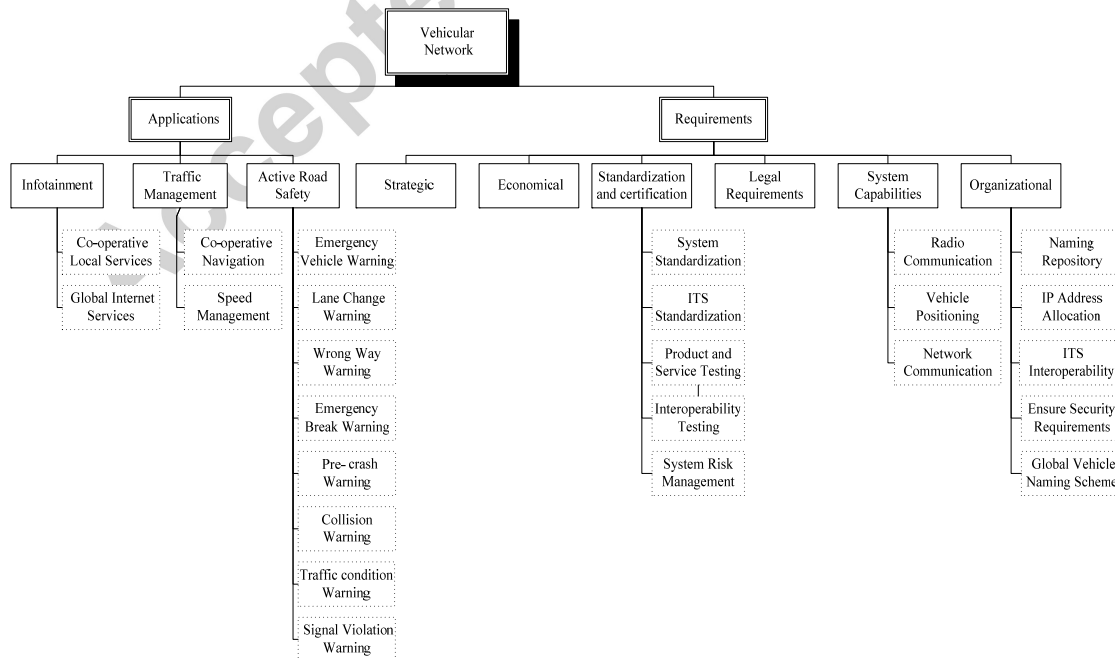 Vehicular
Network
Applications
Requirements
Infotainment
Traffic
Management
Active Road
Safety
Strategic
Economical
Standardization
and certification
Legal
Requirements
System
Capabilities
Organizational
Co-operative
Local Services
Global Internet
Services
Co-operative
Navigation
Speed
Management
Emergency
Vehicle Warning
Lane Change
Warning
Wrong Way
Warning
Emergency
Break Warning
Pre- crash
Warning
Collision
Warning
Traffic condition
Warning
Signal Violation
Warning
System
Standardization
ITS
Standardization
Product and
Service Testing
Interoperability
Testing
System Risk
Management
Radio
Communication
Vehicle
Positioning
Network
Communication
Naming
Repository
IP Address
Allocation
ITS
Interoperability
Ensure Security
Requirements
Global Vehicle
Naming Scheme
Accept